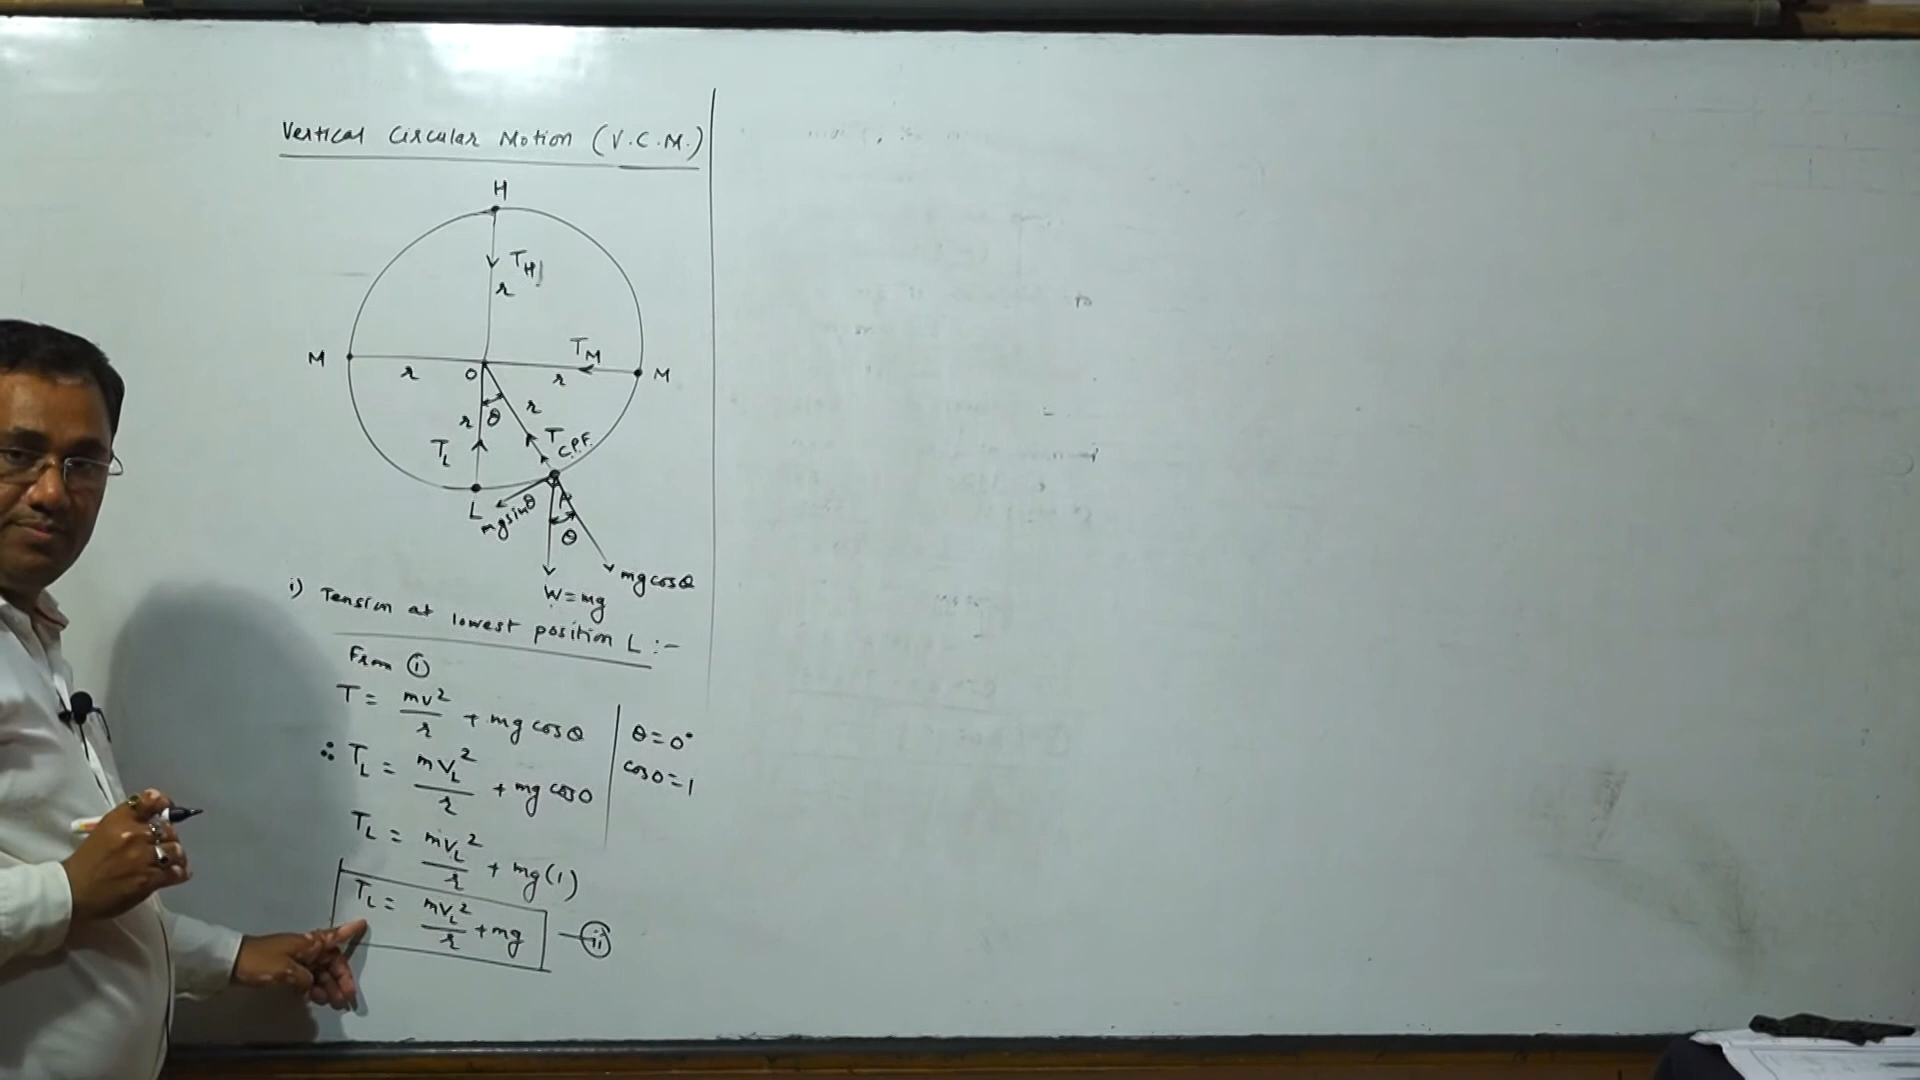 Vertical Circular Motion (V.C.M.)
H
T_H
r
M
r
O
T_M
r
M
r
θ
r
T_L
T
C.P.F.
L
mg sinθ
P
θ
mg cosθ
W = mg
i) Tension at lowest position L :-
From ⓘ
T = mv²/r + mg cosθ
θ = 0°
∴ T_L = mv_L²/r + mg cos0
cos0 = 1
T_L = mv_L²/r + mg(1)
T_L = mv_L²/r + mg — (ii)